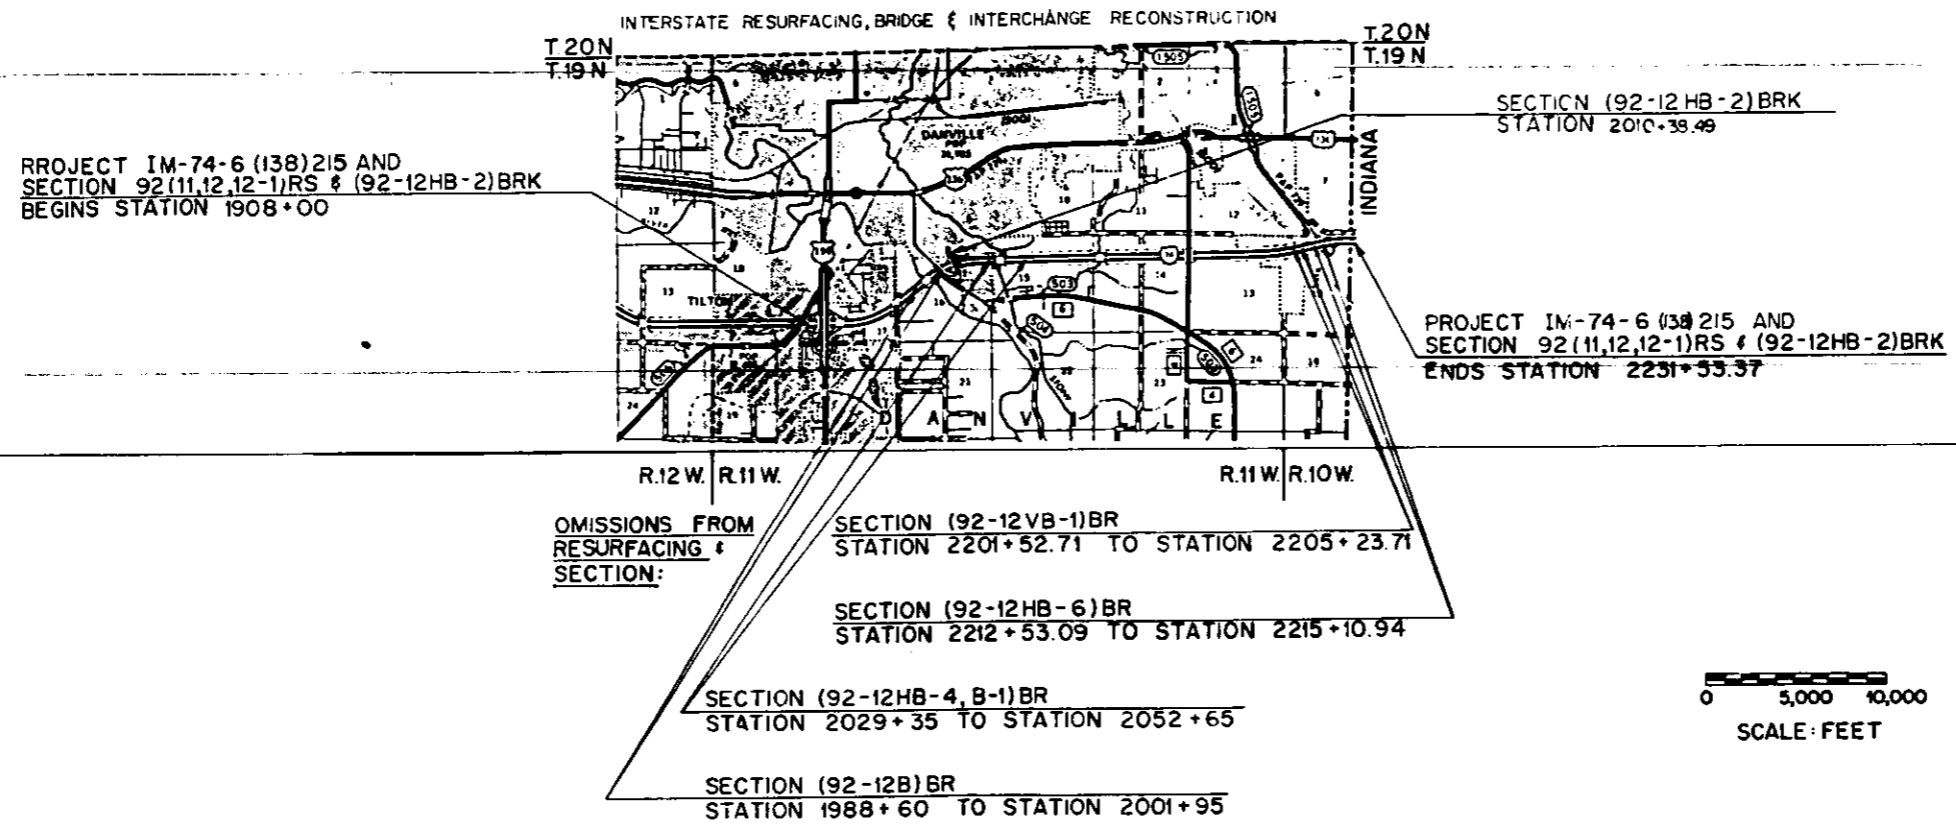 INTERSTATE RESURFACING, BRIDGE & INTERCHANGE RECONSTRUCTION
T.20N
T.19N
T.20N
T.19N
SECTION (92-12 HB-2) BRK
STATION 2010+38.49
RROJECT IM-74-6 (138) 215 AND
SECTION 92(11,12,12-1)RS & (92-12HB-2) BRK
BEGINS STATION 1908+00
DANVILLE
POP
INDIANA
TILTON
PROJECT IM-74-6 (138) 215 AND
SECTION 92(11,12,12-1)RS & (92-12HB-2)BRK
ENDS STATION 2231+53.37
D A N V I L L E
R.12 W. R.11 W.
R.11 W. R.10 W.
OMISSIONS FROM
RESURFACING &
SECTION:
SECTION (92-12VB-1)BR
STATION 2201+52.71 TO STATION 2205+23.71
SECTION (92-12HB-6)BR
STATION 2212+53.09 TO STATION 2215+10.94
SECTION (92-12HB-4, B-1)BR
STATION 2029+35 TO STATION 2052+65
SECTION (92-12B)BR
STATION 1988+60 TO STATION 2001+95
0 5,000 10,000
SCALE: FEET